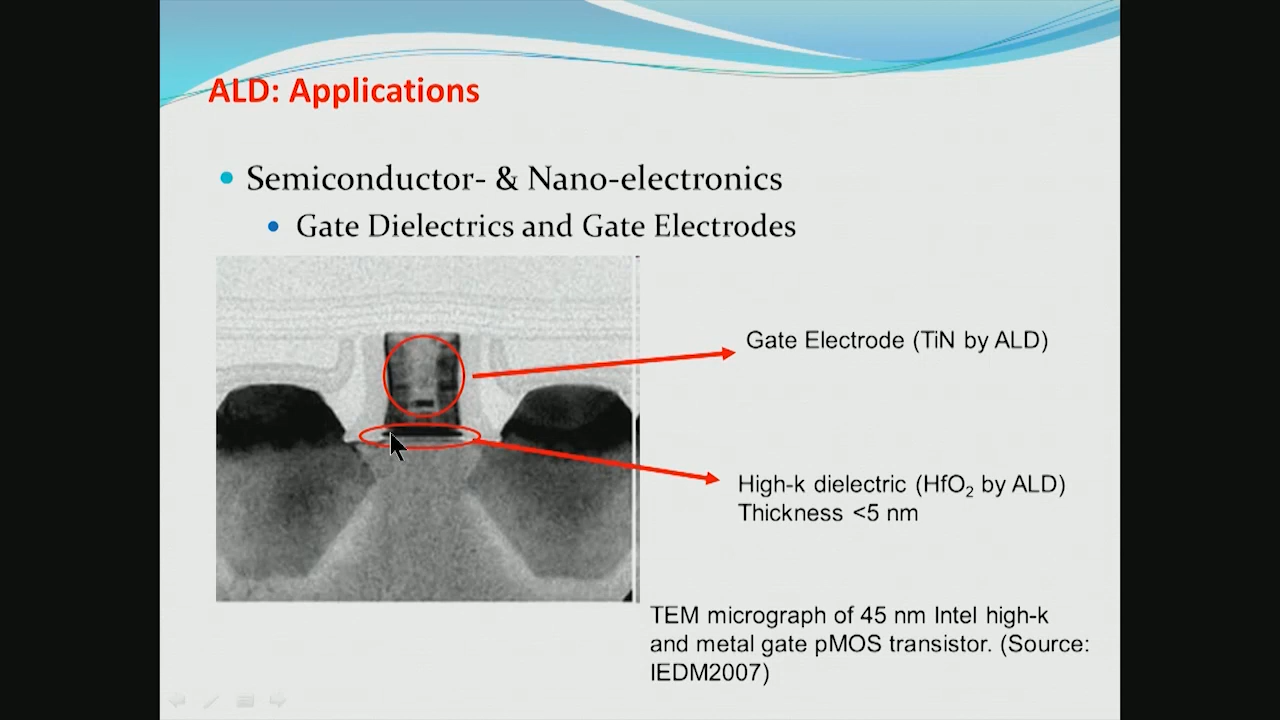 ALD: Applications
Semiconductor- & Nano-electronics
Gate Dielectrics and Gate Electrodes
Gate Electrode (TiN by ALD)
High-k dielectric (HfO₂ by ALD)
Thickness <5 nm
TEM micrograph of 45 nm Intel high-k
and metal gate pMOS transistor. (Source:
IEDM2007)